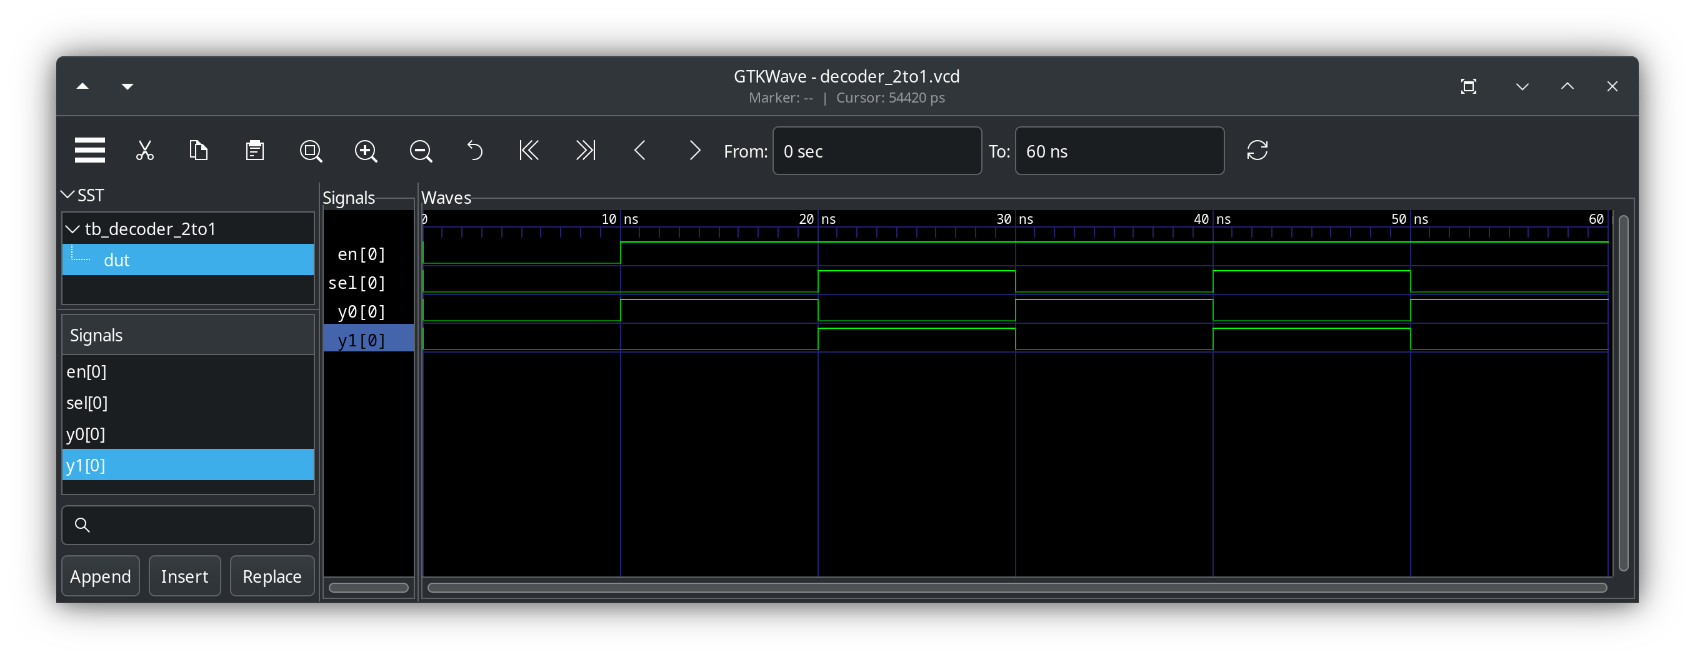 GTKWave - decoder_2to1.vcd
Marker: -- | Cursor: 54420 ps
From: 0 sec To: 60 ns
SST
tb_decoder_2to1
dut
Signals
en[0]
sel[0]
y0[0]
y1[0]
Append Insert Replace
Signals
en[0]
sel[0]
y0[0]
y1[0]
Waves
0 10 ns 20 ns 30 ns 40 ns 50 ns 60